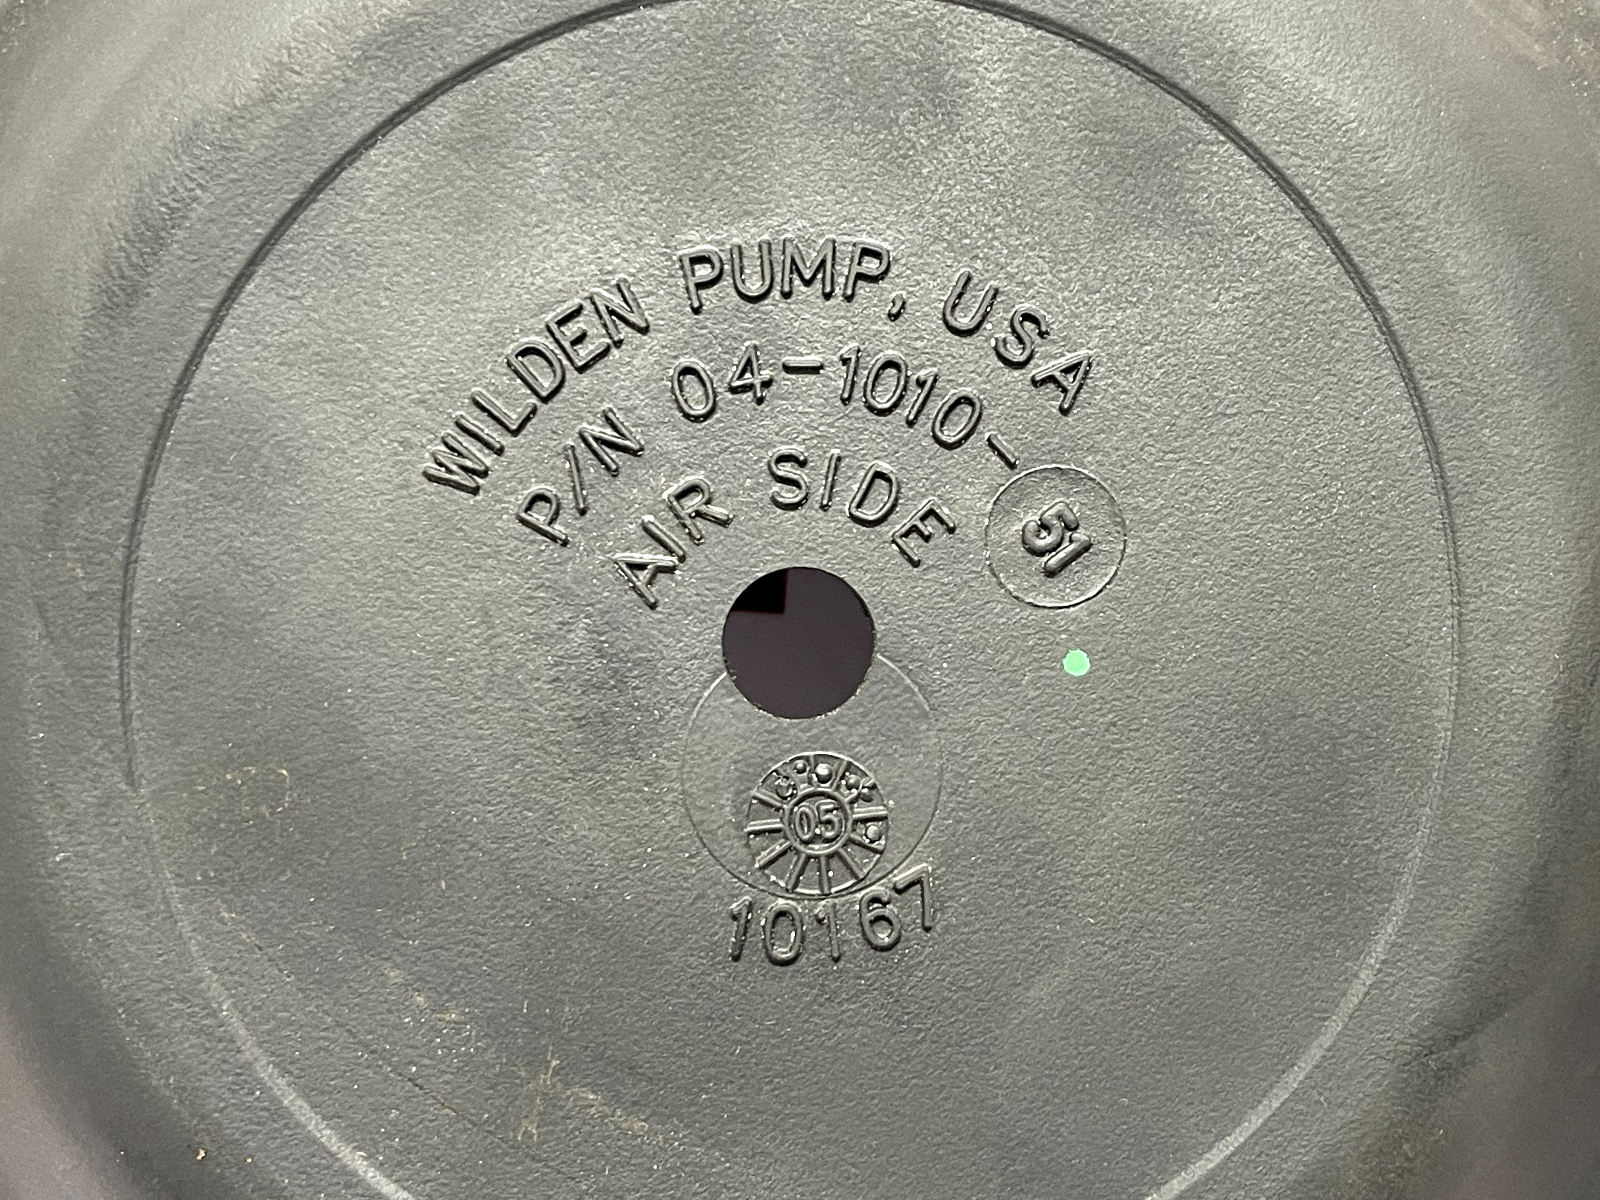 WILDEN PUMP, USA
P/N 04-1010-51
AIR SIDE
05
10167